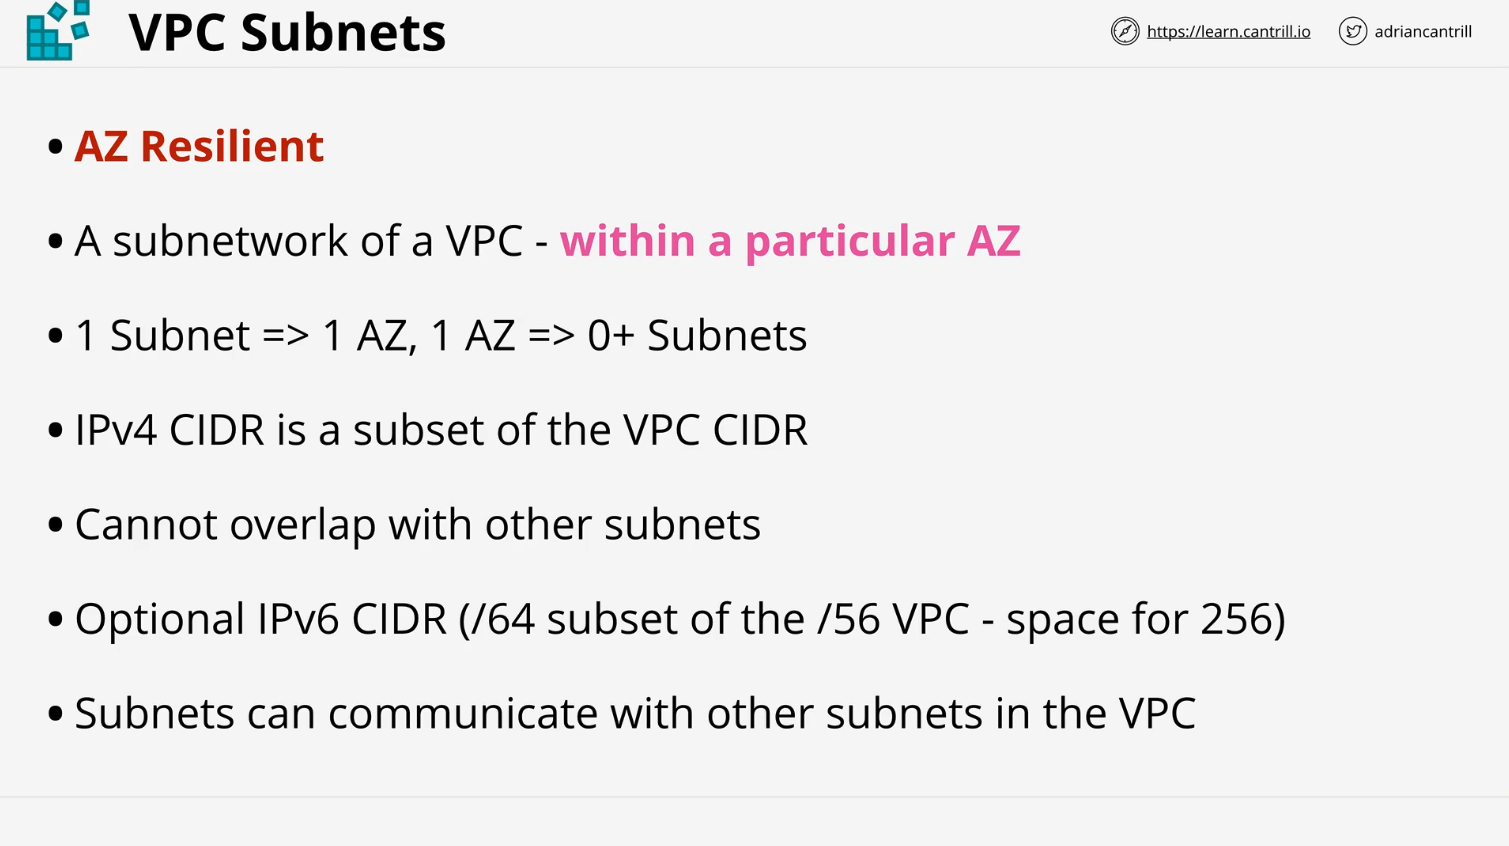 VPC Subnets
https://learn.cantrill.io
adriancantrill
• AZ Resilient
• A subnetwork of a VPC - within a particular AZ
• 1 Subnet => 1 AZ, 1 AZ => 0+ Subnets
• IPv4 CIDR is a subset of the VPC CIDR
• Cannot overlap with other subnets
• Optional IPv6 CIDR (/64 subset of the /56 VPC - space for 256)
• Subnets can communicate with other subnets in the VPC